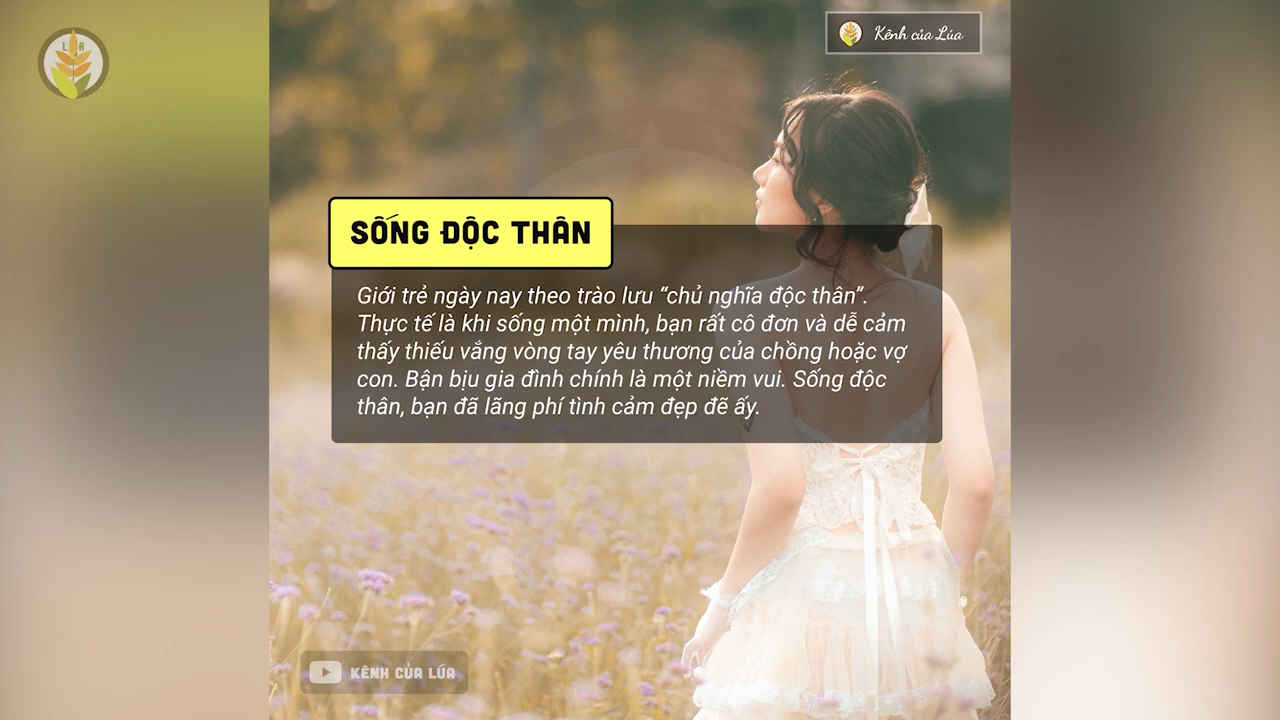 L A
Kênh của Lúa
SỐNG ĐỘC THÂN
Giới trẻ ngày nay theo trào lưu “chủ nghĩa độc thân”.
Thực tế là khi sống một mình, bạn rất cô đơn và dễ cảm
thấy thiếu vắng vòng tay yêu thương của chồng hoặc vợ
con. Bận bịu gia đình chính là một niềm vui. Sống độc
thân, bạn đã lãng phí tình cảm đẹp đẽ ấy.
KÊNH CỦA LÚA